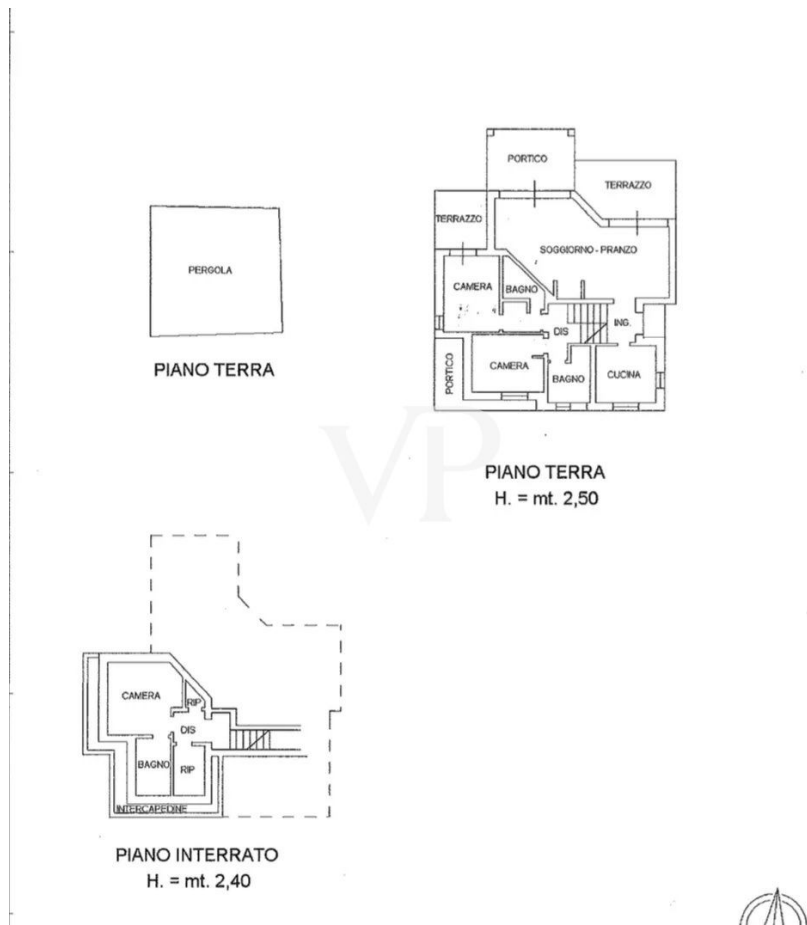 PORTICO
TERRAZZO
TERRAZZO
SOGGIORNO - PRANZO
CAMERA
BAGNO
DIS
ING.
PORTICO
CAMERA
BAGNO
CUCINA
PIANO TERRA
H. = mt. 2,50
PERGOLA
PIANO TERRA
VP
CAMERA
RIP
DIS
BAGNO
RIP
INTERCAPEDINE
PIANO INTERRATO
H. = mt. 2,40